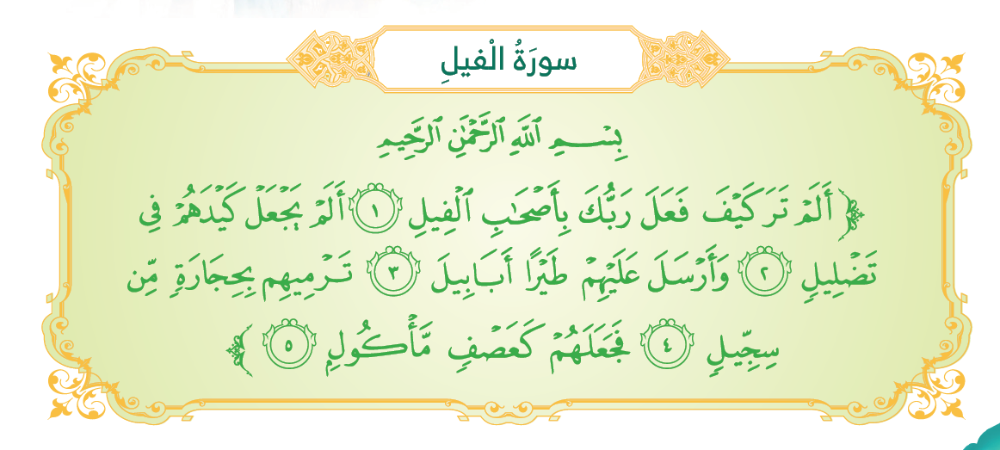 سورَةُ الْفيلِ
بِسْمِ ٱللَّهِ ٱلرَّحْمَٰنِ ٱلرَّحِيمِ
﴿ أَلَمْ تَرَ كَيْفَ فَعَلَ رَبُّكَ بِأَصْحَٰبِ ٱلْفِيلِ ١ أَلَمْ يَجْعَلْ كَيْدَهُمْ فِى
تَضْلِيلٍ ٢ وَأَرْسَلَ عَلَيْهِمْ طَيْرًا أَبَابِيلَ ٣ تَرْمِيهِم بِحِجَارَةٍ مِّن
سِجِّيلٍ ٤ فَجَعَلَهُمْ كَعَصْفٍ مَّأْكُولٍ ٥ ﴾